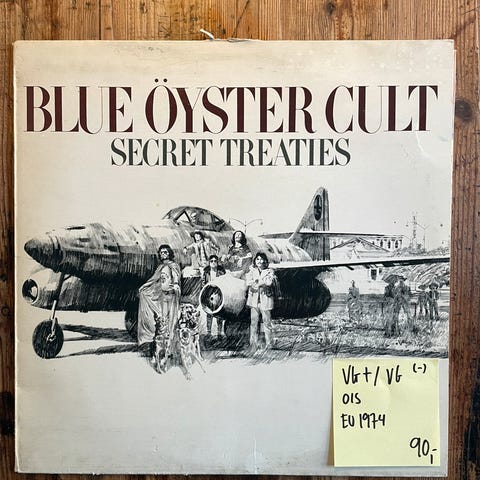 BLUE ÖYSTER CULT
SECRET TREATIES
VG+/VG (-)
OIS
EU 1974
90,-